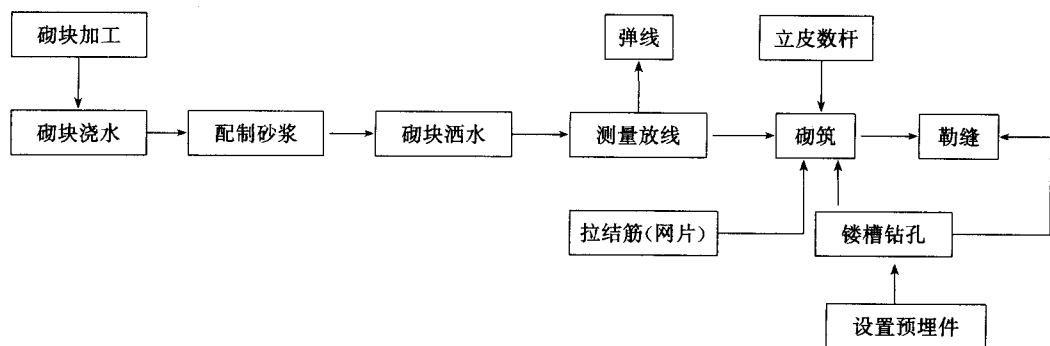 砌块加工
弹线
立皮数杆
砌块浇水
配制砂浆
砌块洒水
测量放线
砌筑
勒缝
拉结筋(网片)
镂槽钻孔
设置预埋件